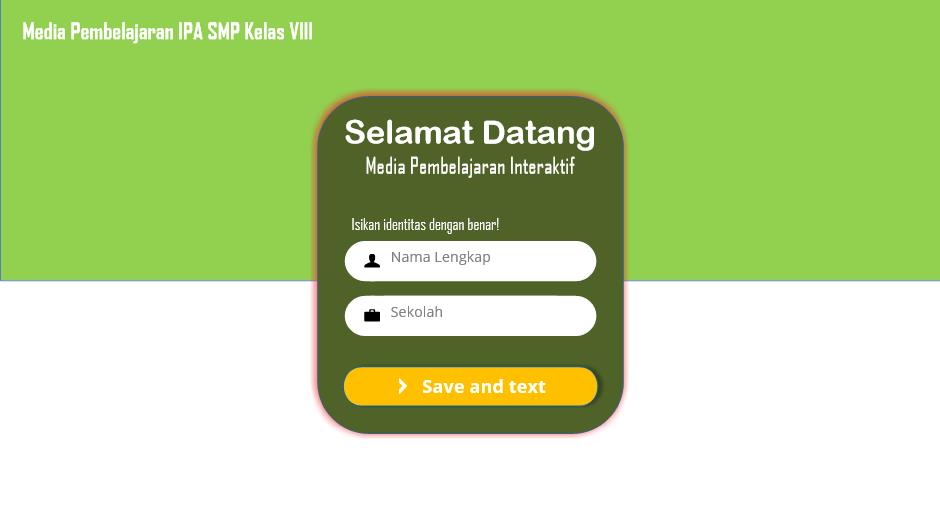 Media Pembelajaran IPA SMP Kelas VIII
Selamat Datang
Media Pembelajaran Interaktif
Isikan identitas dengan benar!
Nama Lengkap
Sekolah
Save and text